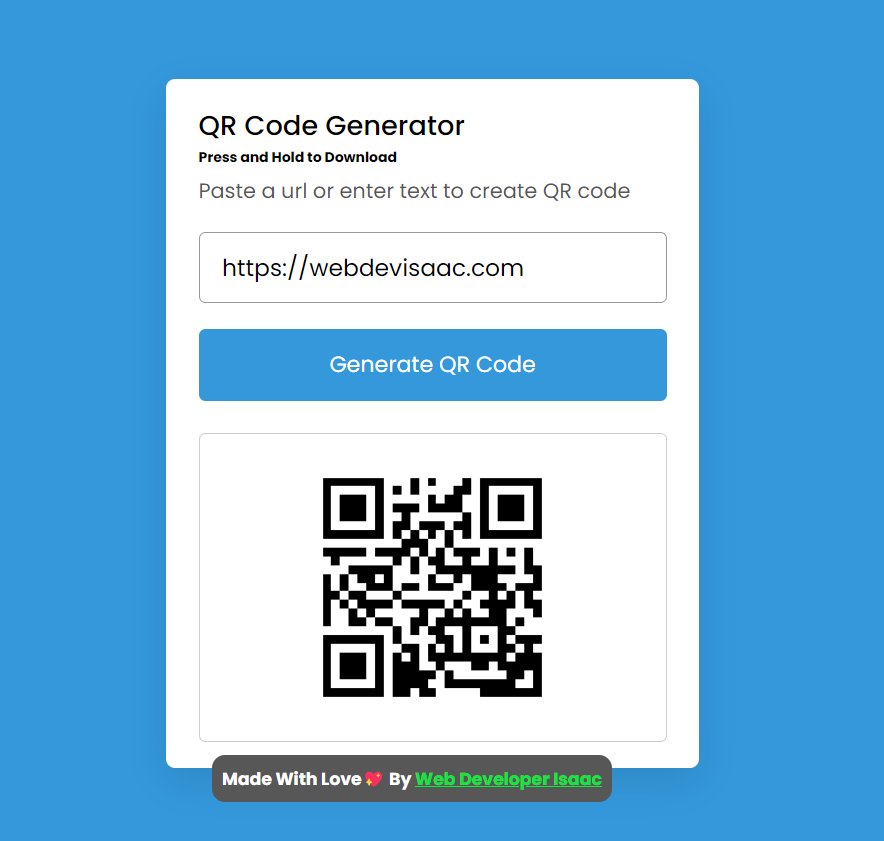 QR Code Generator
Press and Hold to Download
Paste a url or enter text to create QR code
https://webdevisaac.com
Generate QR Code
Made With Love💖 By Web Developer Isaac